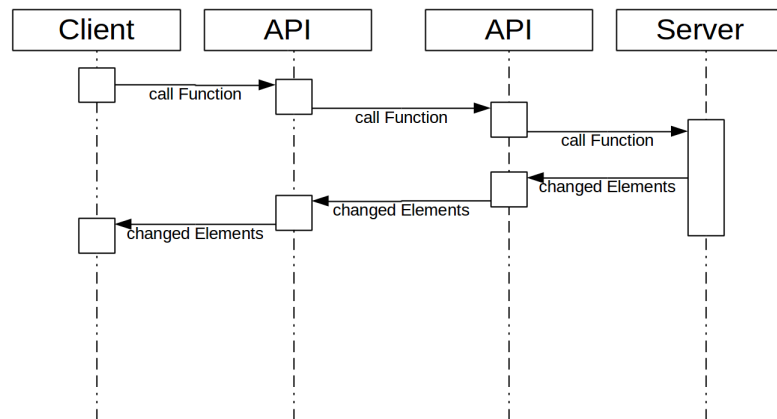 Client
API
API
Server
call Function
call Function
call Function
changed Elements
changed Elements
changed Elements